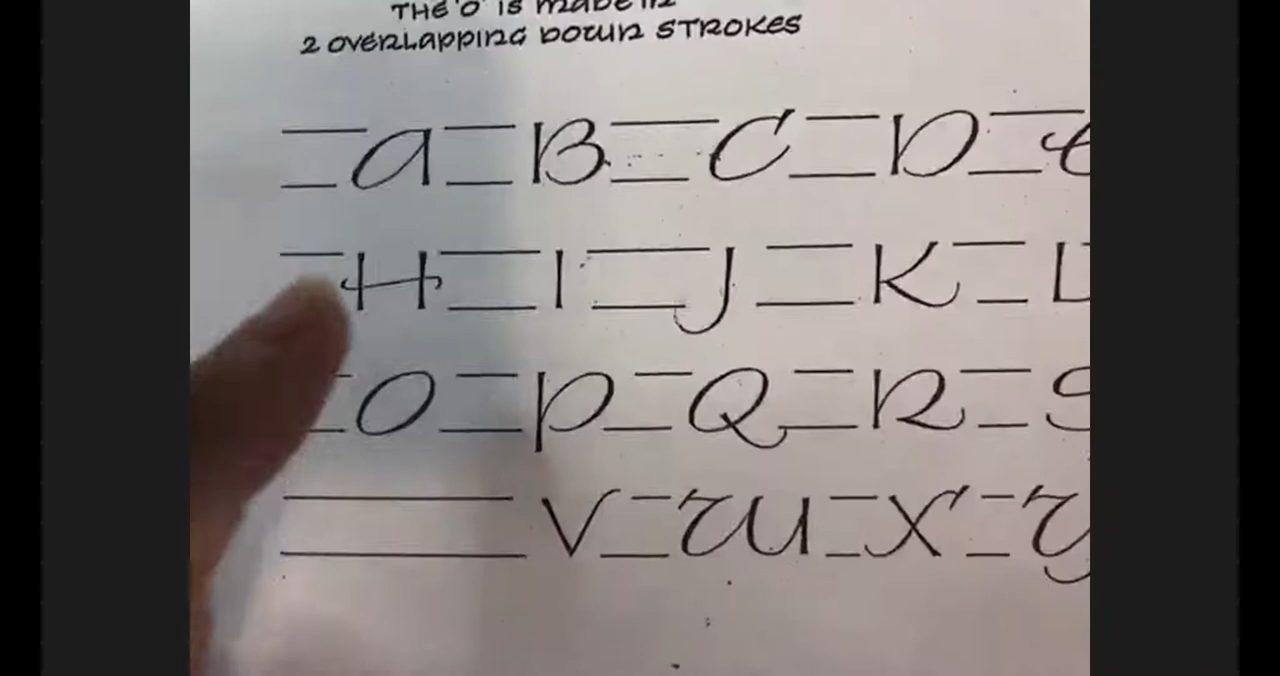 THE 'O' IS MADE IN
2 OVERLAPPING DOWN STROKES
A B C D E
H I J K L
O P Q R S
V W X Y